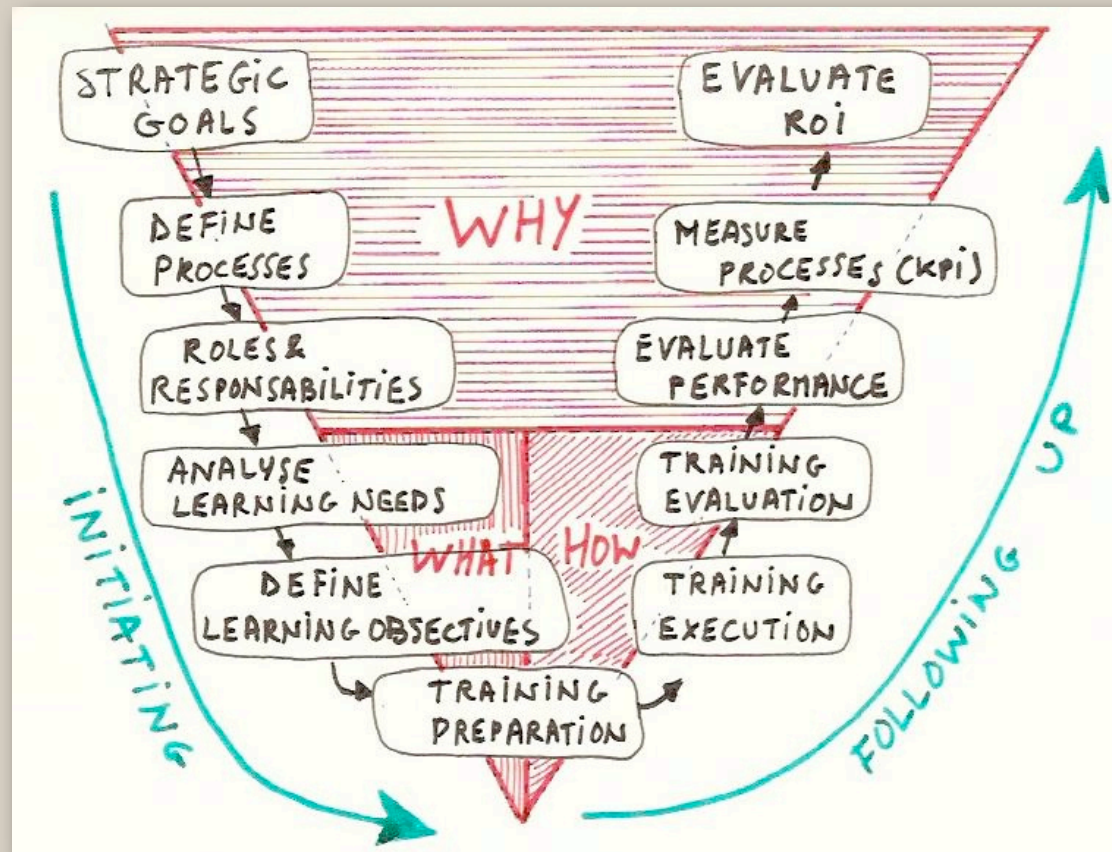 STRATEGIC
GOALS
DEFINE
PROCESSES
ROLES &
RESPONSABILITIES
ANALYSE
LEARNING NEEDS
DEFINE
LEARNING OBJECTIVES
TRAINING
PREPARATION
TRAINING
EXECUTION
TRAINING
EVALUATION
EVALUATE
PERFORMANCE
MEASURE
PROCESSES (KPI)
EVALUATE
ROI
WHY
WHAT
HOW
INITIATING
FOLLOWING UP